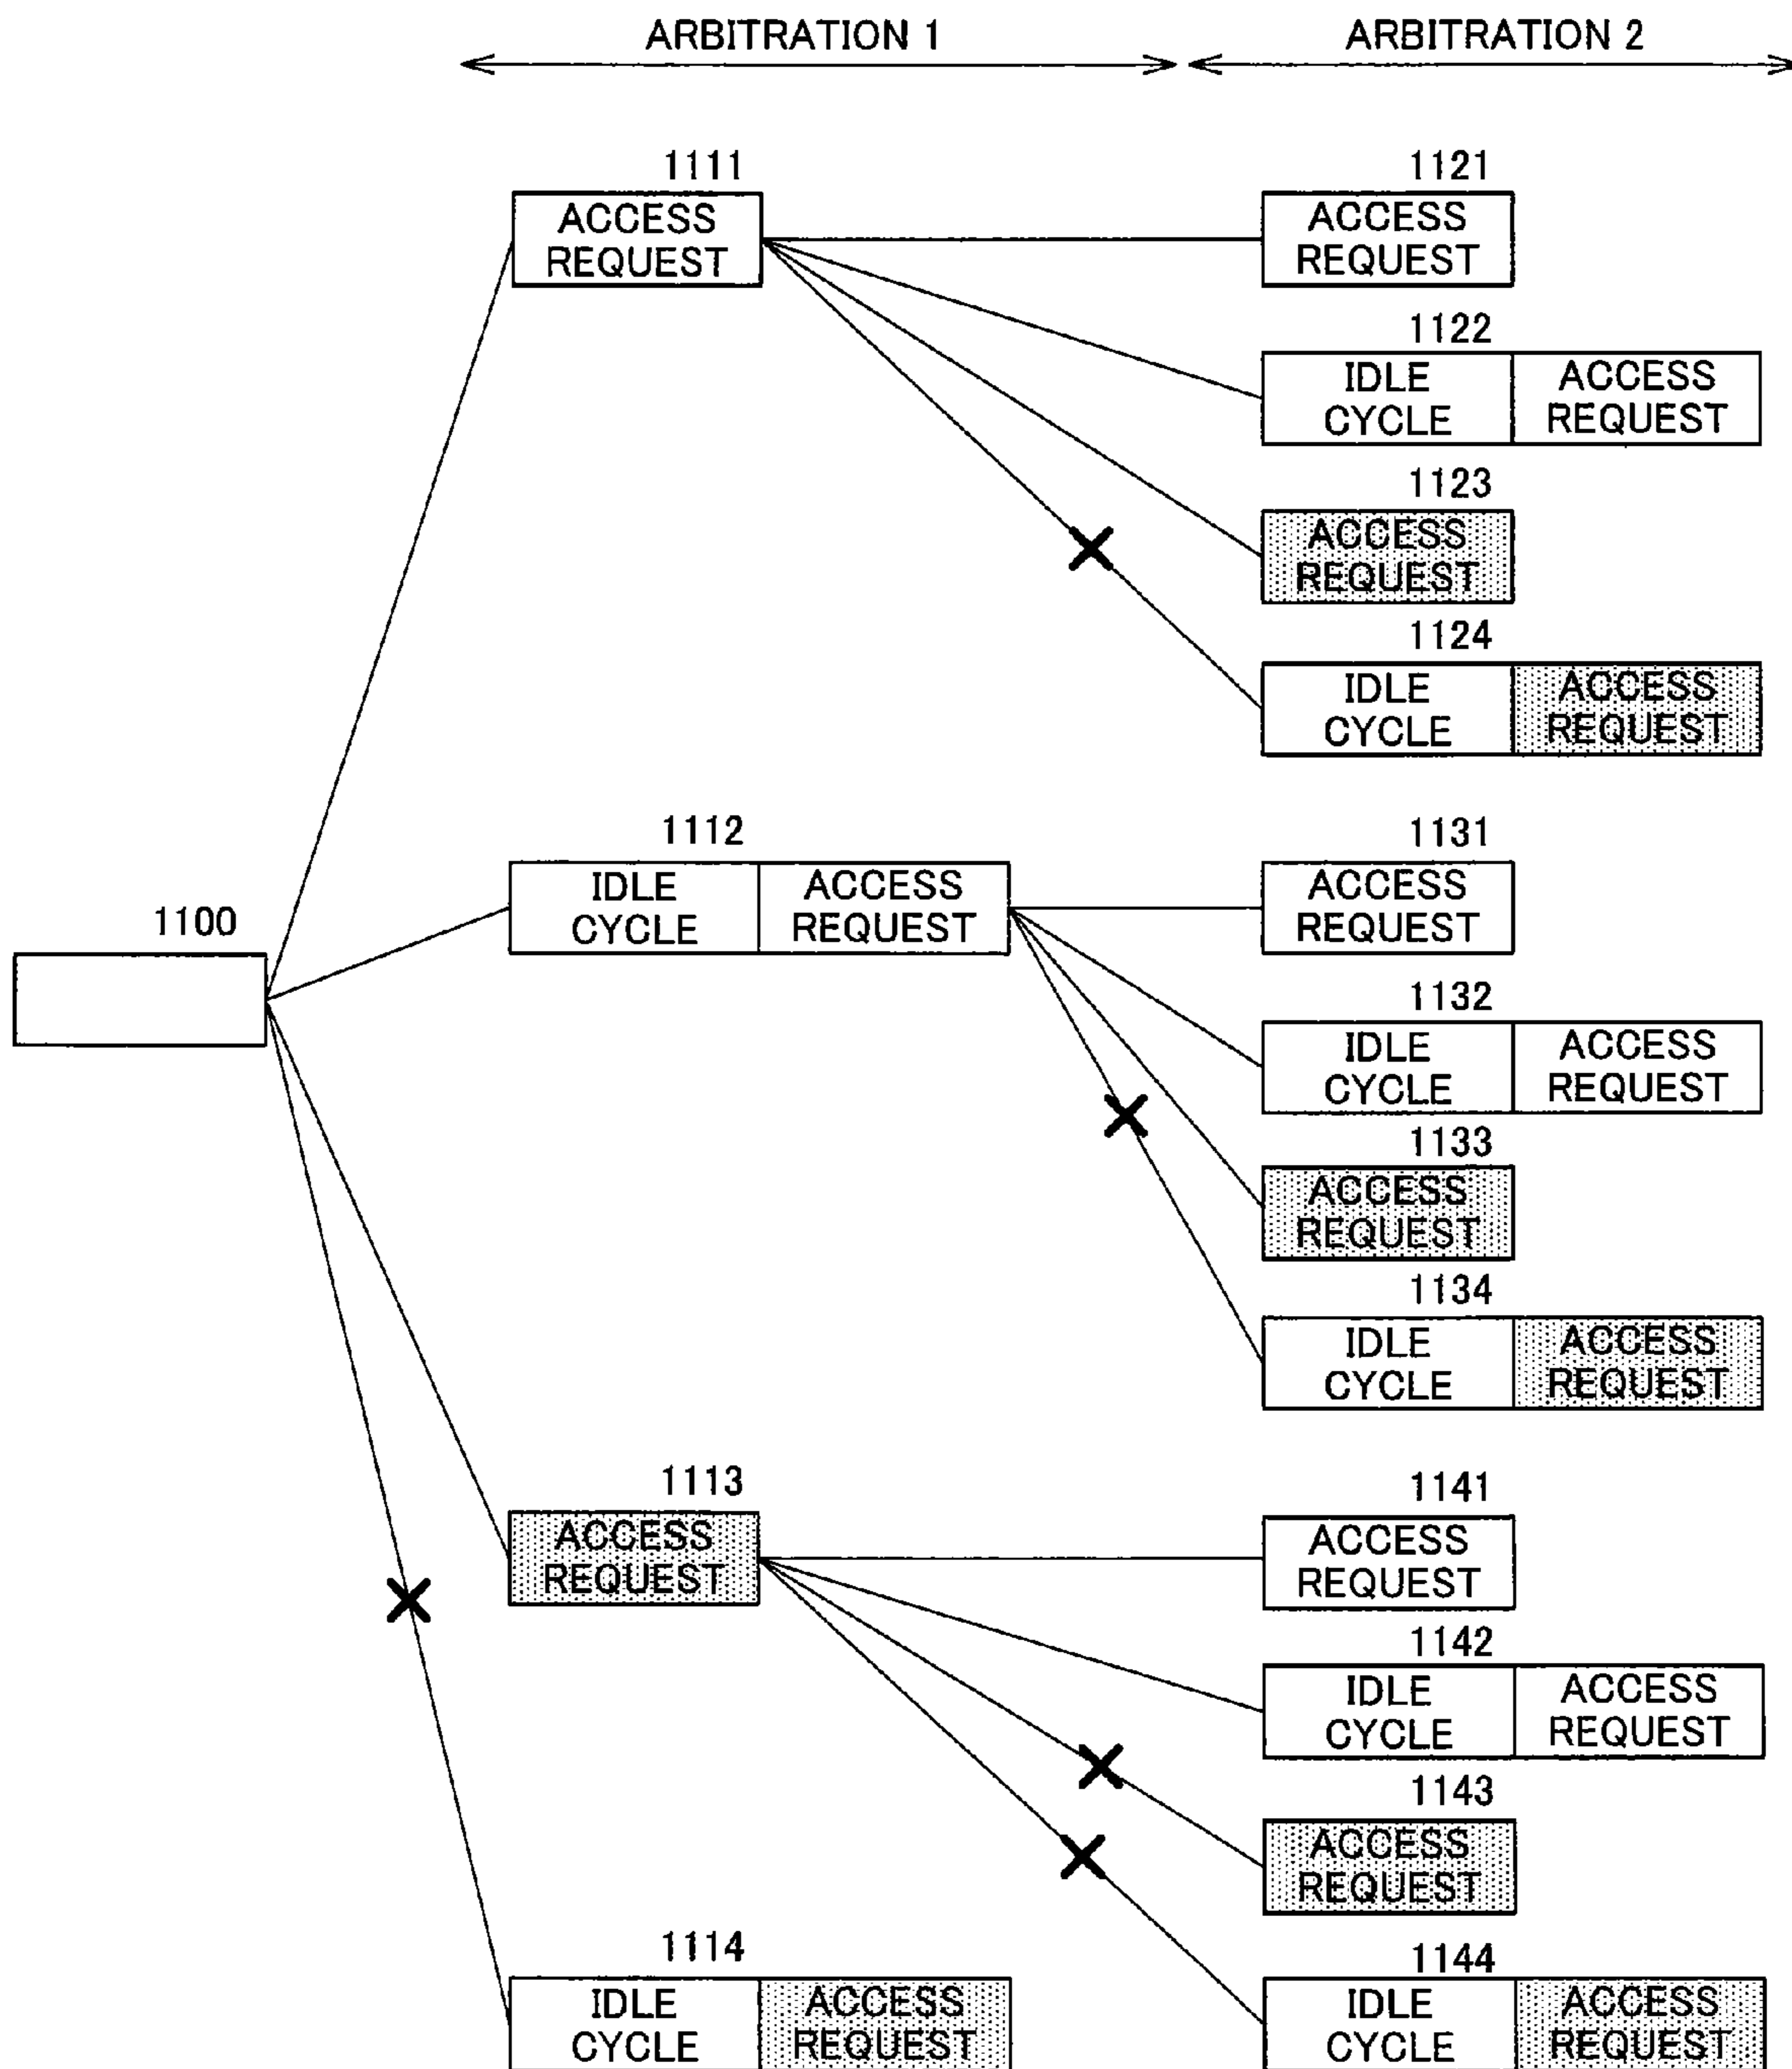 ARBITRATION 1
ARBITRATION 2
1111
ACCESS
REQUEST
1121
ACCESS
REQUEST
1122
IDLE
CYCLE
ACCESS
REQUEST
1123
ACCESS
REQUEST
1124
IDLE
CYCLE
ACCESS
REQUEST
1100
1112
IDLE
CYCLE
ACCESS
REQUEST
1131
ACCESS
REQUEST
1132
IDLE
CYCLE
ACCESS
REQUEST
1133
ACCESS
REQUEST
1134
IDLE
CYCLE
ACCESS
REQUEST
1113
ACCESS
REQUEST
1141
ACCESS
REQUEST
1142
IDLE
CYCLE
ACCESS
REQUEST
1143
ACCESS
REQUEST
1114
IDLE
CYCLE
ACCESS
REQUEST
1144
IDLE
CYCLE
ACCESS
REQUEST